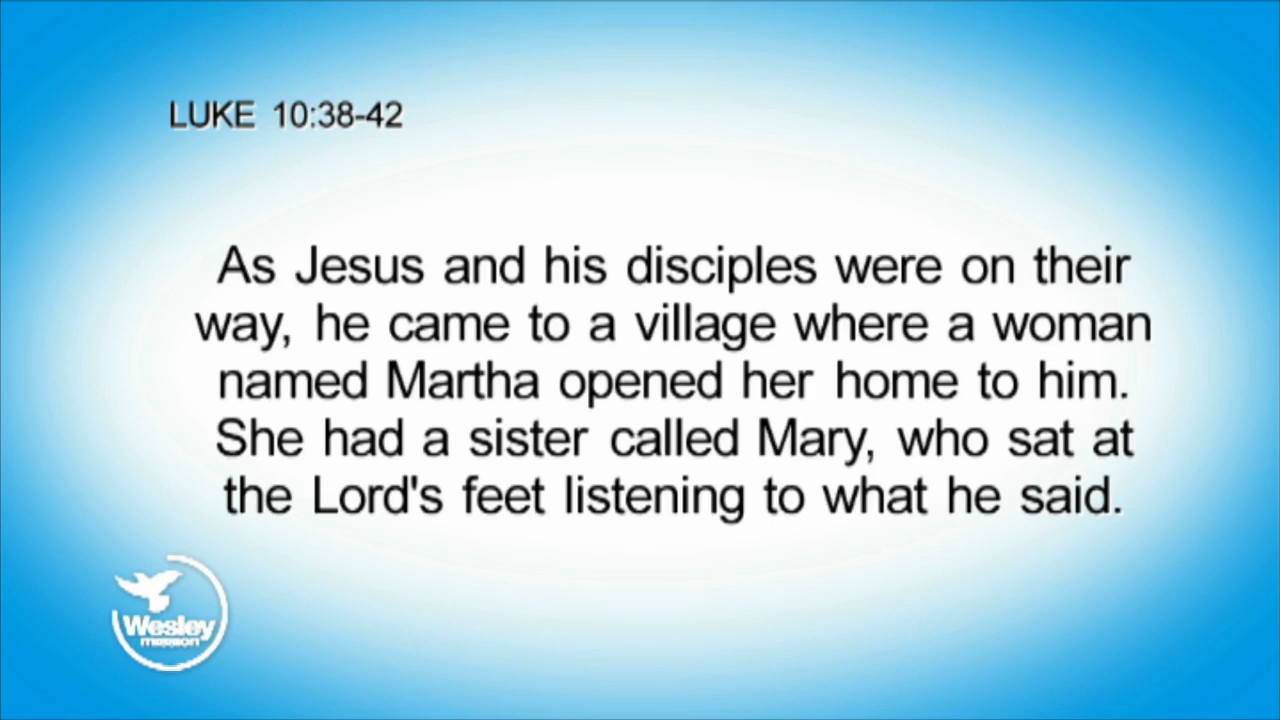 LUKE 10:38-42
As Jesus and his disciples were on their
way, he came to a village where a woman
named Martha opened her home to him.
She had a sister called Mary, who sat at
the Lord's feet listening to what he said.
Wesley
mission